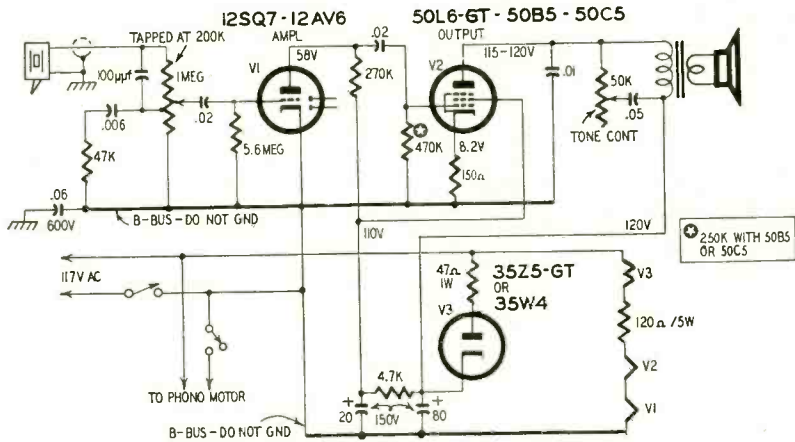 12SQ7-12AV6
50L6-GT-50B5-50C5
TAPPED AT 200K
AMPL
OUTPUT
.02
115-120V
58V
V1
V2
100μμf
1MEG
270K
.01
50K
.006
.02
.05
TONE CONT
5.6MEG
470K
8.2V
47K
150Ω
.06
600V
B-BUS-DO NOT GND
110V
120V
250K WITH 50B5
OR 50C5
117V AC
47Ω
1W
35Z5-GT
OR
35W4
V3
V3
120Ω/5W
4.7K
V2
TO PHONO MOTOR
+
20
150V
+
80
V1
B-BUS-DO NOT GND